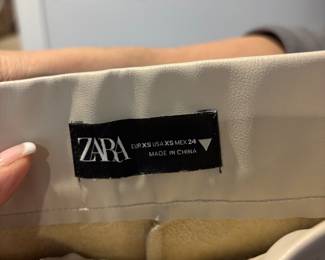 ZARA
EUR XS USA XS MEX 24
MADE IN CHINA